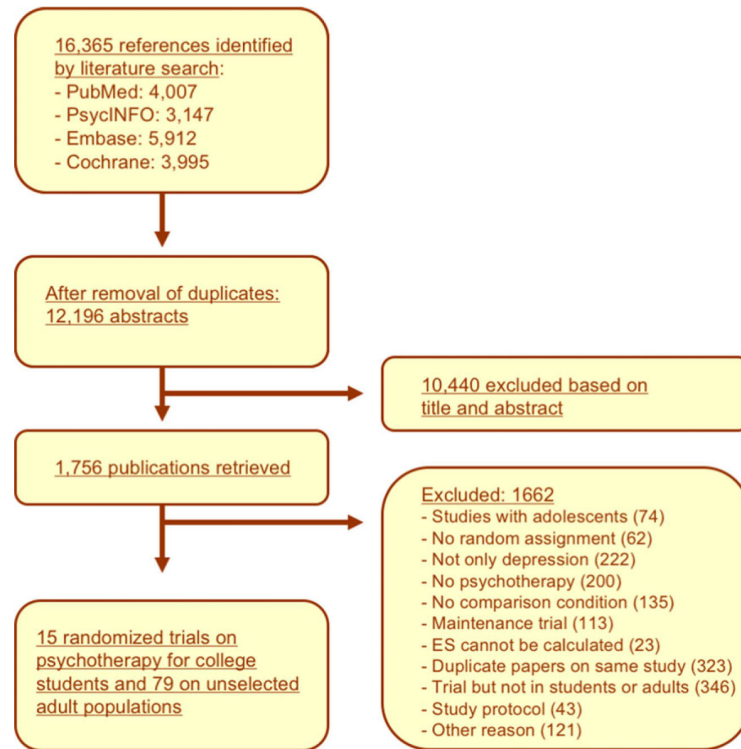 16,365 references identified
by literature search:
- PubMed: 4,007
- PsycINFO: 3,147
- Embase: 5,912
- Cochrane: 3,995
After removal of duplicates:
12,196 abstracts
10,440 excluded based on
title and abstract
1,756 publications retrieved
Excluded: 1662
- Studies with adolescents (74)
- No random assignment (62)
- Not only depression (222)
- No psychotherapy (200)
- No comparison condition (135)
- Maintenance trial (113)
- ES cannot be calculated (23)
- Duplicate papers on same study (323)
- Trial but not in students or adults (346)
- Study protocol (43)
- Other reason (121)
15 randomized trials on
psychotherapy for college
students and 79 on unselected
adult populations